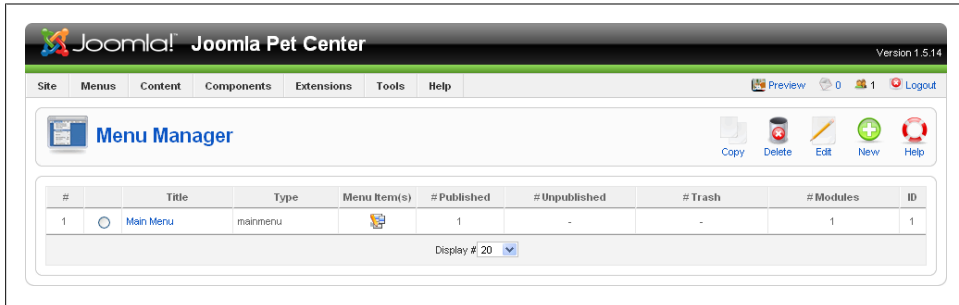 Joomla! Joomla Pet Center
Version 1.5.14
Site Menus Content Components Extensions Tools Help Preview 0 1 Logout
Menu Manager
Copy Delete Edit New Help
# Title Type Menu Item(s) # Published # Unpublished # Trash # Modules ID
1 Main Menu mainmenu 1 - - 1 1
Display # 20